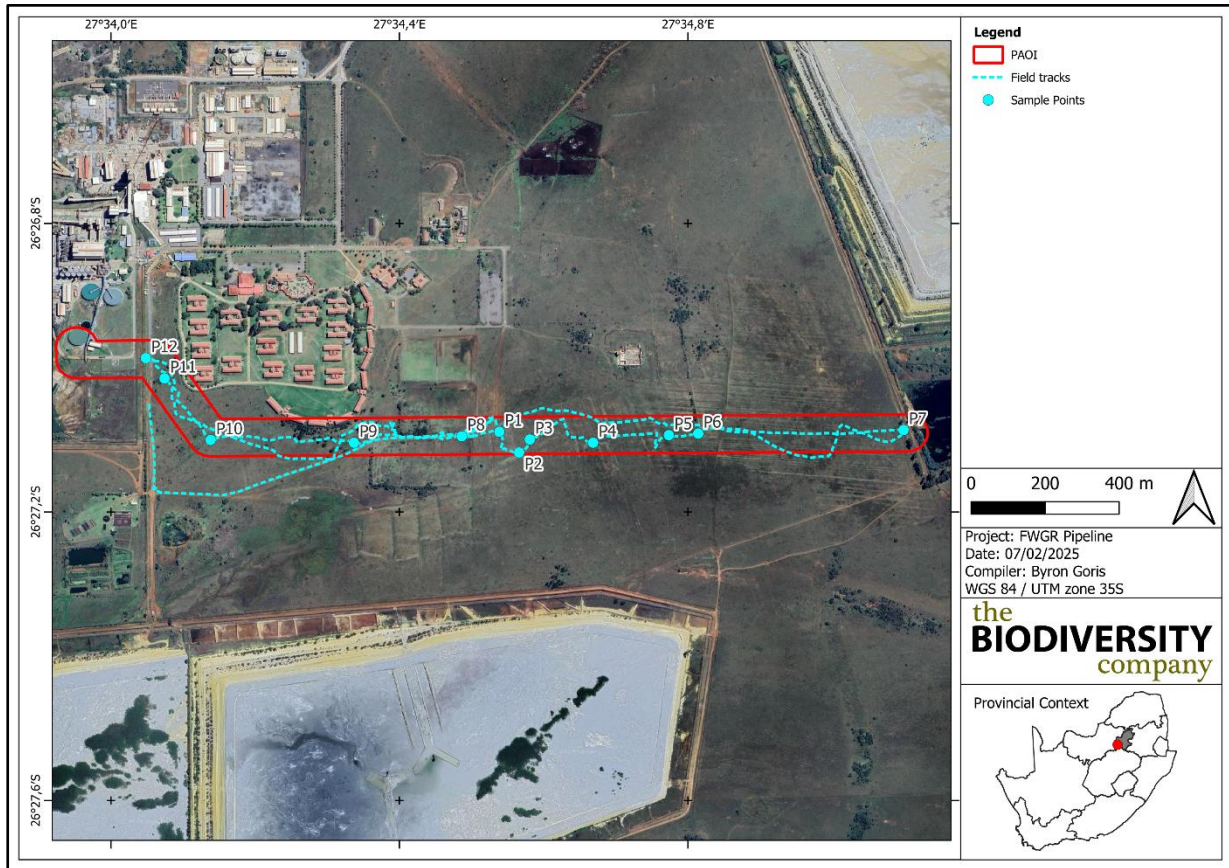 27°34,0'E
27°34,4'E
27°34,8'E
26°26,8'S
26°27,2'S
26°27,6'S
P12
P11
P10
P9
P8
P1
P3
P2
P4
P5
P6
P7
Legend
PAOI
Field tracks
Sample Points
0 200 400 m
Project: FWGR Pipeline
Date: 07/02/2025
Compiler: Byron Goris
WGS 84 / UTM zone 35S
the
BIODIVERSITY
company
Provincial Context